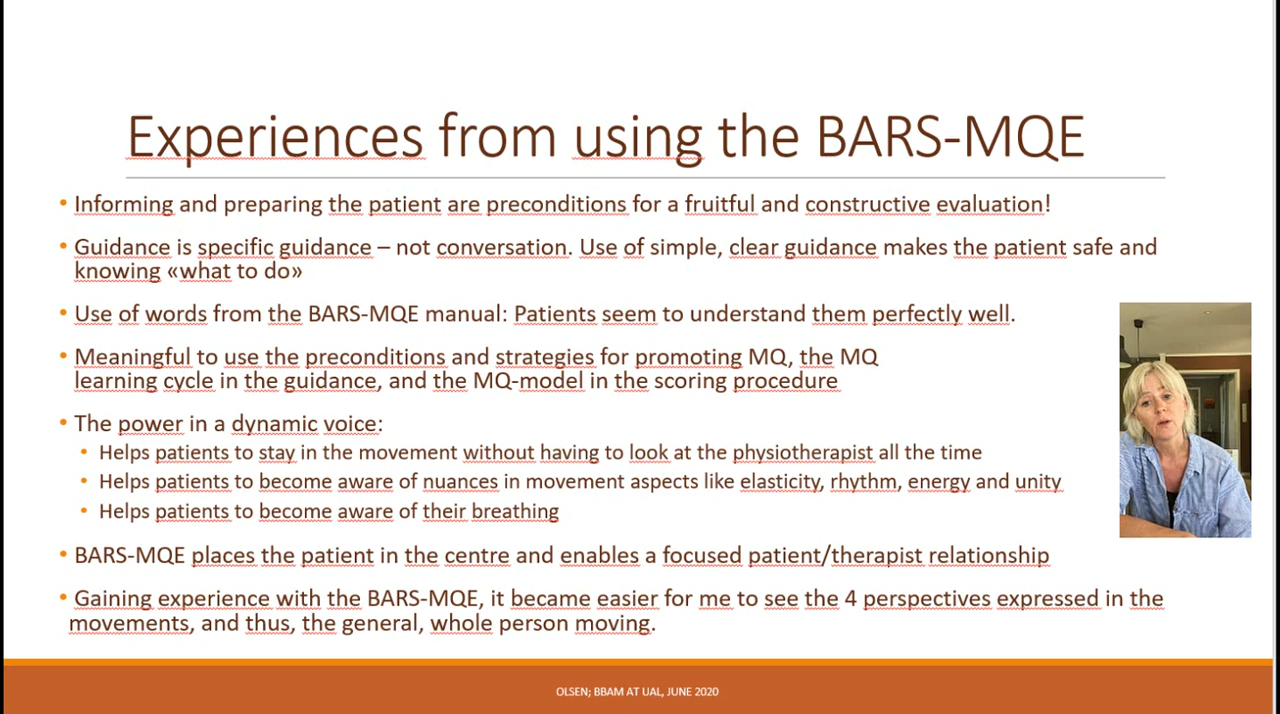 Experiences from using the BARS-MQE
• Informing and preparing the patient are preconditions for a fruitful and constructive evaluation!
• Guidance is specific guidance – not conversation. Use of simple, clear guidance makes the patient safe and
knowing «what to do»
• Use of words from the BARS-MQE manual: Patients seem to understand them perfectly well.
• Meaningful to use the preconditions and strategies for promoting MQ, the MQ
learning cycle in the guidance, and the MQ-model in the scoring procedure
• The power in a dynamic voice:
• Helps patients to stay in the movement without having to look at the physiotherapist all the time
• Helps patients to become aware of nuances in movement aspects like elasticity, rhythm, energy and unity
• Helps patients to become aware of their breathing
• BARS-MQE places the patient in the centre and enables a focused patient/therapist relationship
• Gaining experience with the BARS-MQE, it became easier for me to see the 4 perspectives expressed in the
movements, and thus, the general, whole person moving.
OLSEN; BBAM AT UAL, JUNE 2020